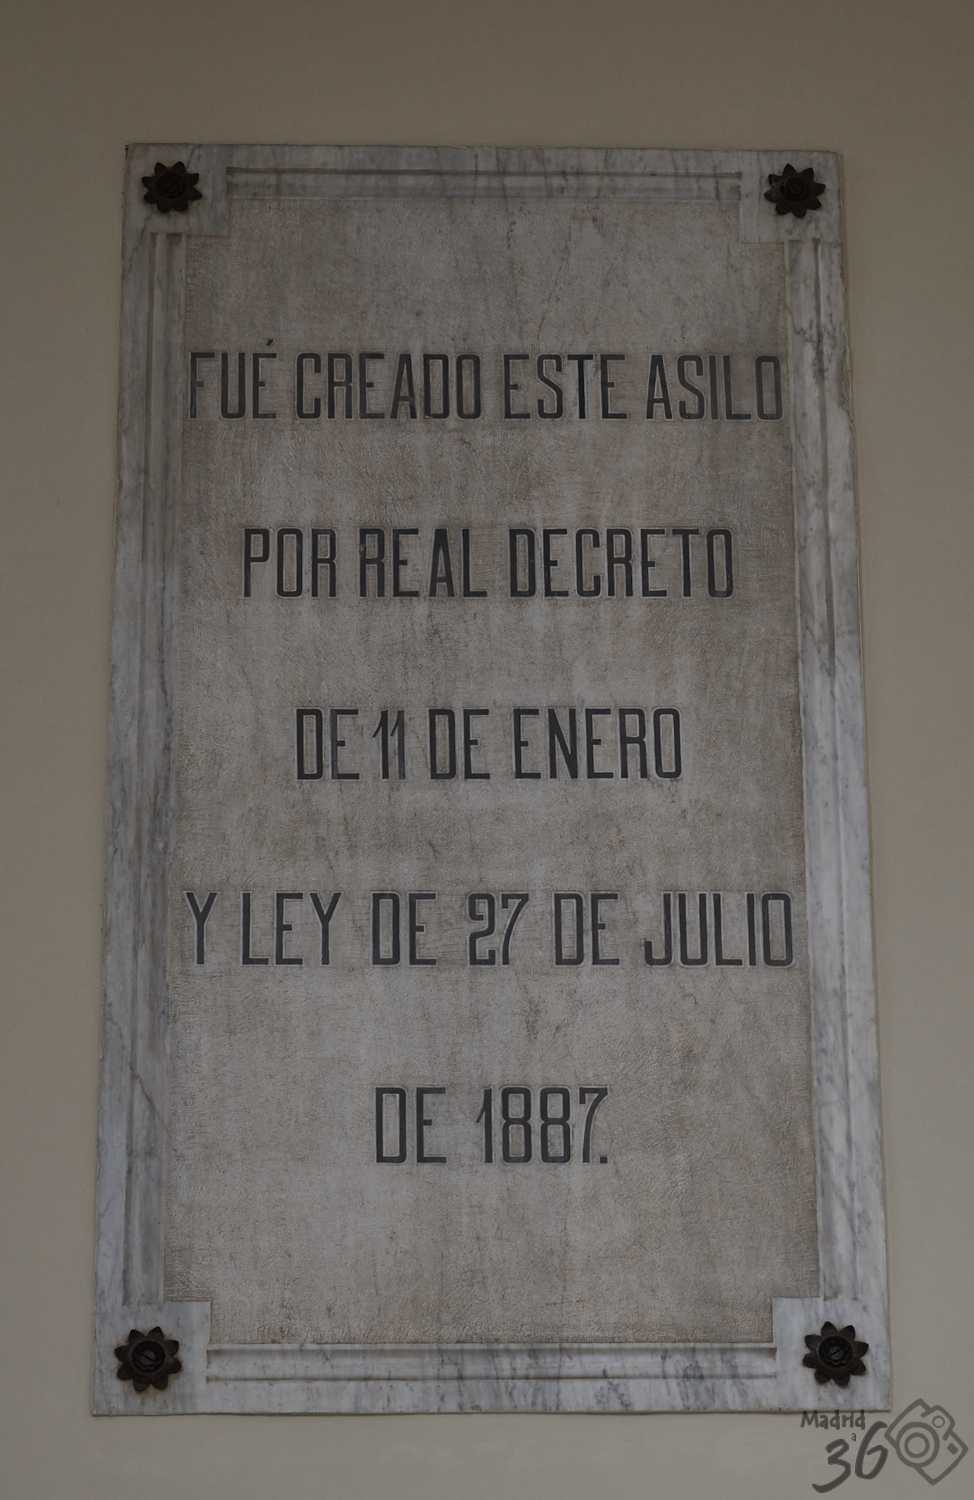 FUÉ CREADO ESTE ASILO
POR REAL DECRETO
DE 11 DE ENERO
Y LEY DE 27 DE JULIO
DE 1887.
Madrid
a
36